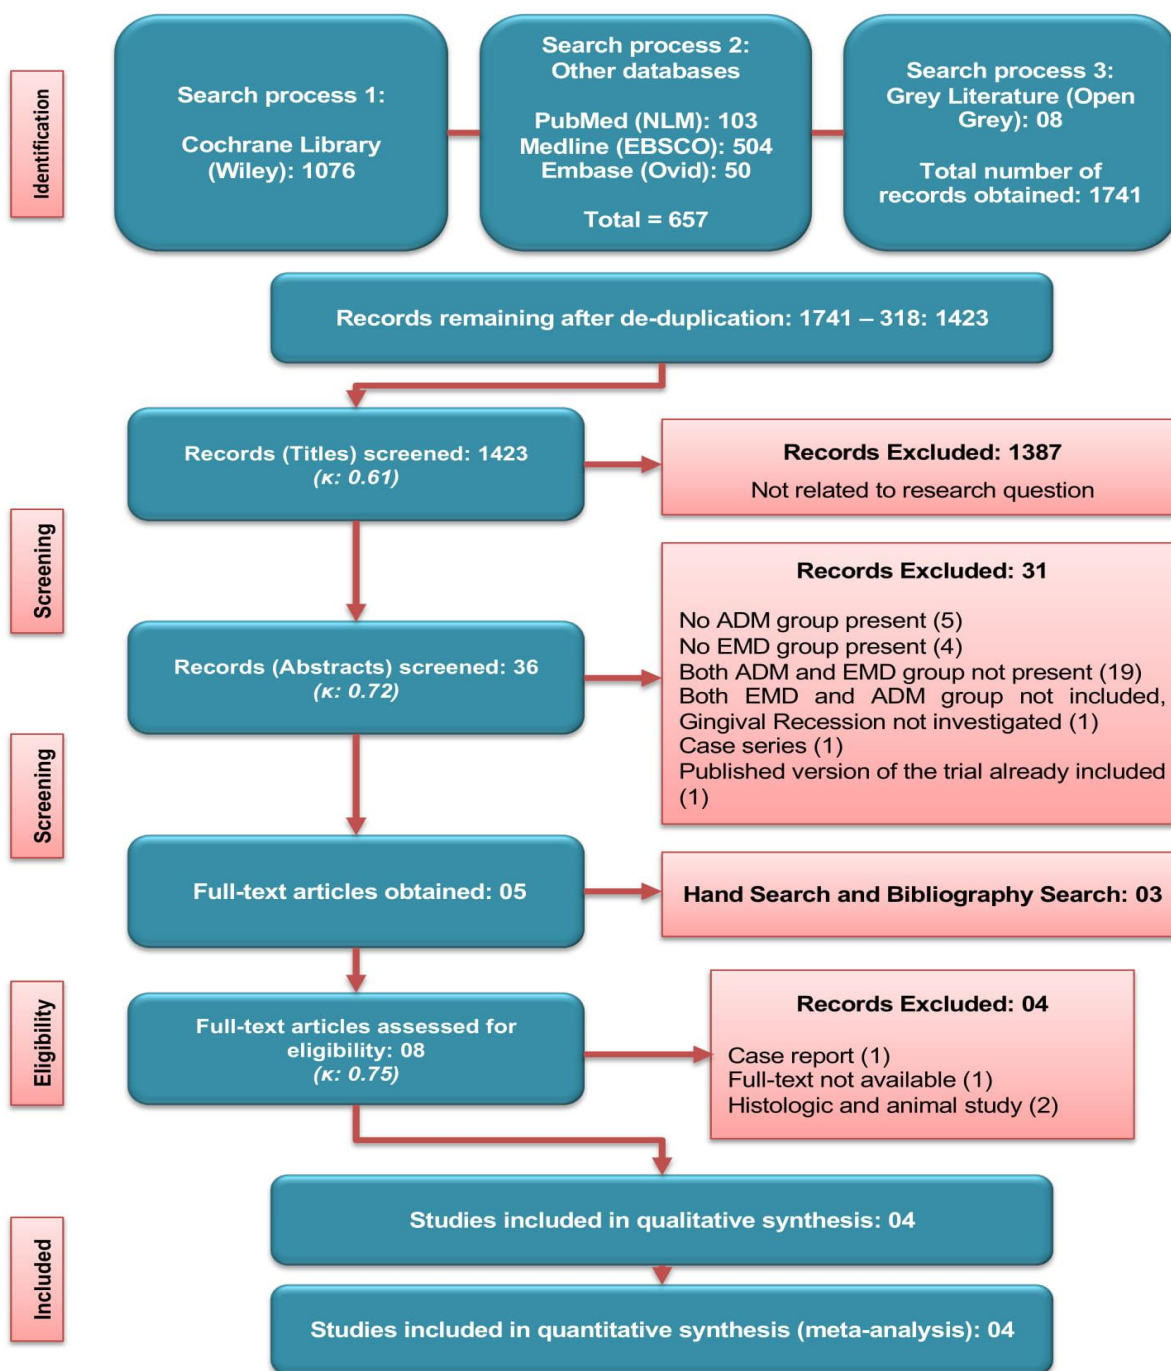 Identification
Search process 1:
Cochrane Library
(Wiley): 1076
Search process 2:
Other databases
PubMed (NLM): 103
Medline (EBSCO): 504
Embase (Ovid): 50
Total = 657
Search process 3:
Grey Literature (Open
Grey): 08
Total number of
records obtained: 1741
Records remaining after de-duplication: 1741 – 318: 1423
Records (Titles) screened: 1423
(κ: 0.61)
Records Excluded: 1387
Not related to research question
Screening
Records (Abstracts) screened: 36
(κ: 0.72)
Records Excluded: 31
No ADM group present (5)
No EMD group present (4)
Both ADM and EMD group not present (19)
Both EMD and ADM group not included,
Gingival Recession not investigated (1)
Case series (1)
Published version of the trial already included
(1)
Screening
Full-text articles obtained: 05
Hand Search and Bibliography Search: 03
Eligibility
Full-text articles assessed for
eligibility: 08
(κ: 0.75)
Records Excluded: 04
Case report (1)
Full-text not available (1)
Histologic and animal study (2)
Included
Studies included in qualitative synthesis: 04
Studies included in quantitative synthesis (meta-analysis): 04